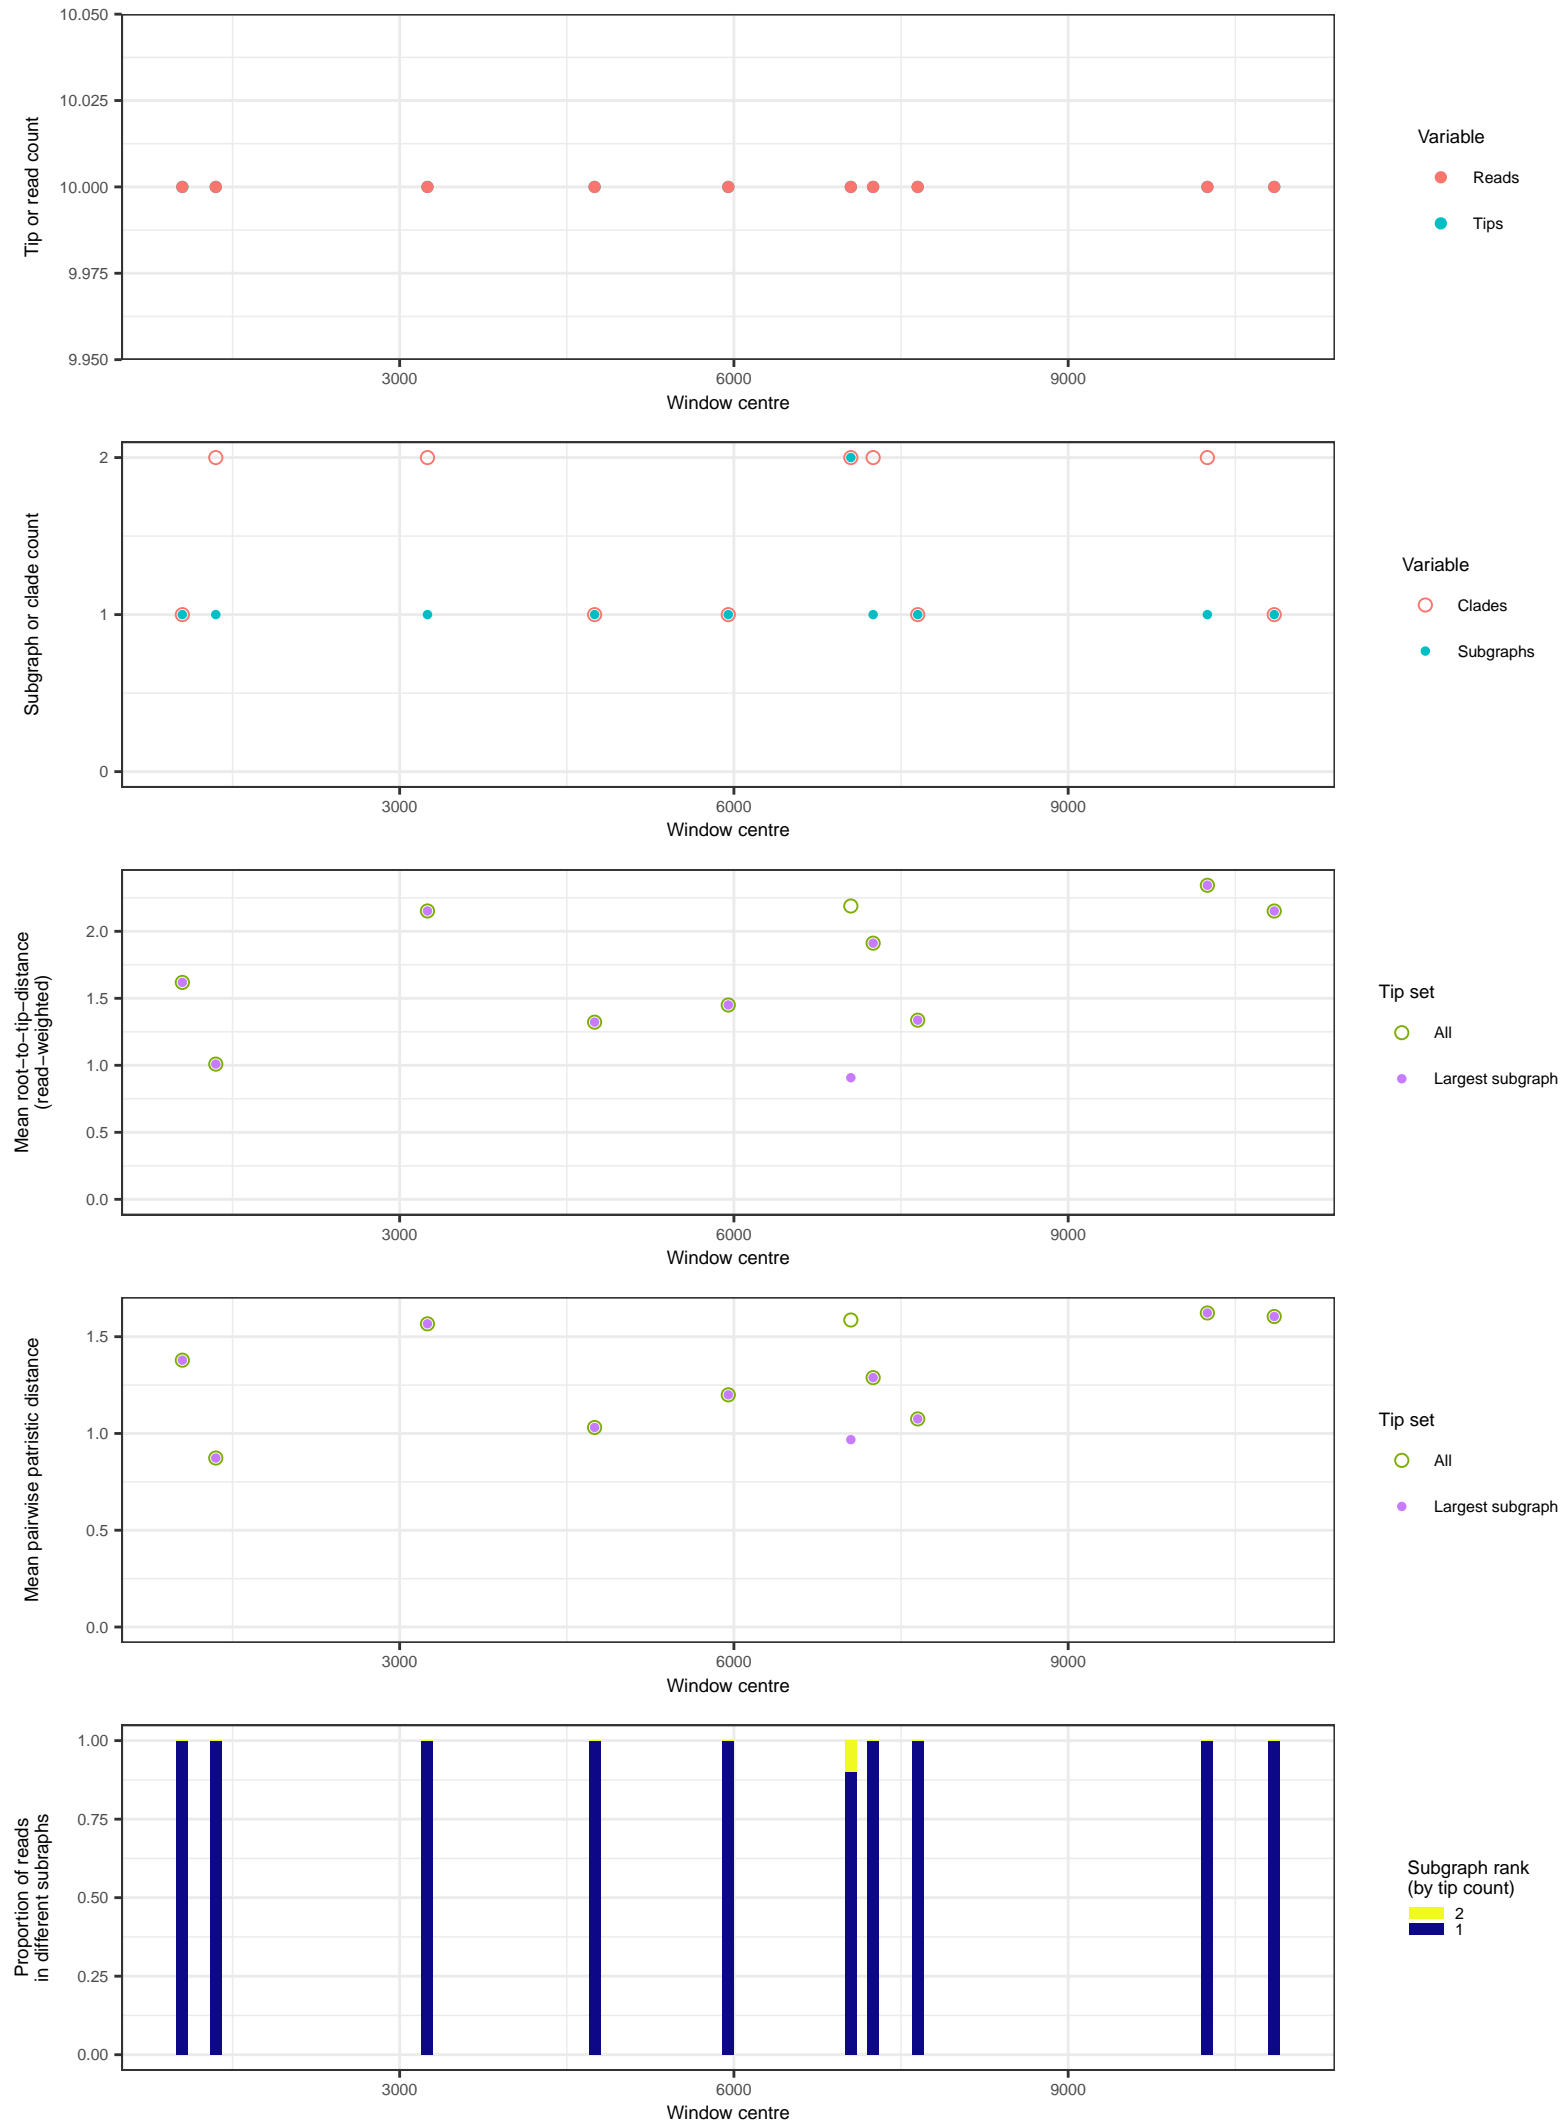 10.050
10.025
10.000
9.975
9.950
Tip or read count
3000 6000 9000
Window centre
Variable
Reads
Tips
2
1
0
Subgraph or clade count
3000 6000 9000
Window centre
Variable
Clades
Subgraphs
2.0
1.5
1.0
0.5
0.0
Mean root−to−tip−distance
(read−weighted)
3000 6000 9000
Window centre
Tip set
All
Largest subgraph
1.5
1.0
0.5
0.0
Mean pairwise patristic distance
3000 6000 9000
Window centre
Tip set
All
Largest subgraph
1.00
0.75
0.50
0.25
0.00
Proportion of reads
in different subraphs
3000 6000 9000
Window centre
Subgraph rank
(by tip count)
2
1